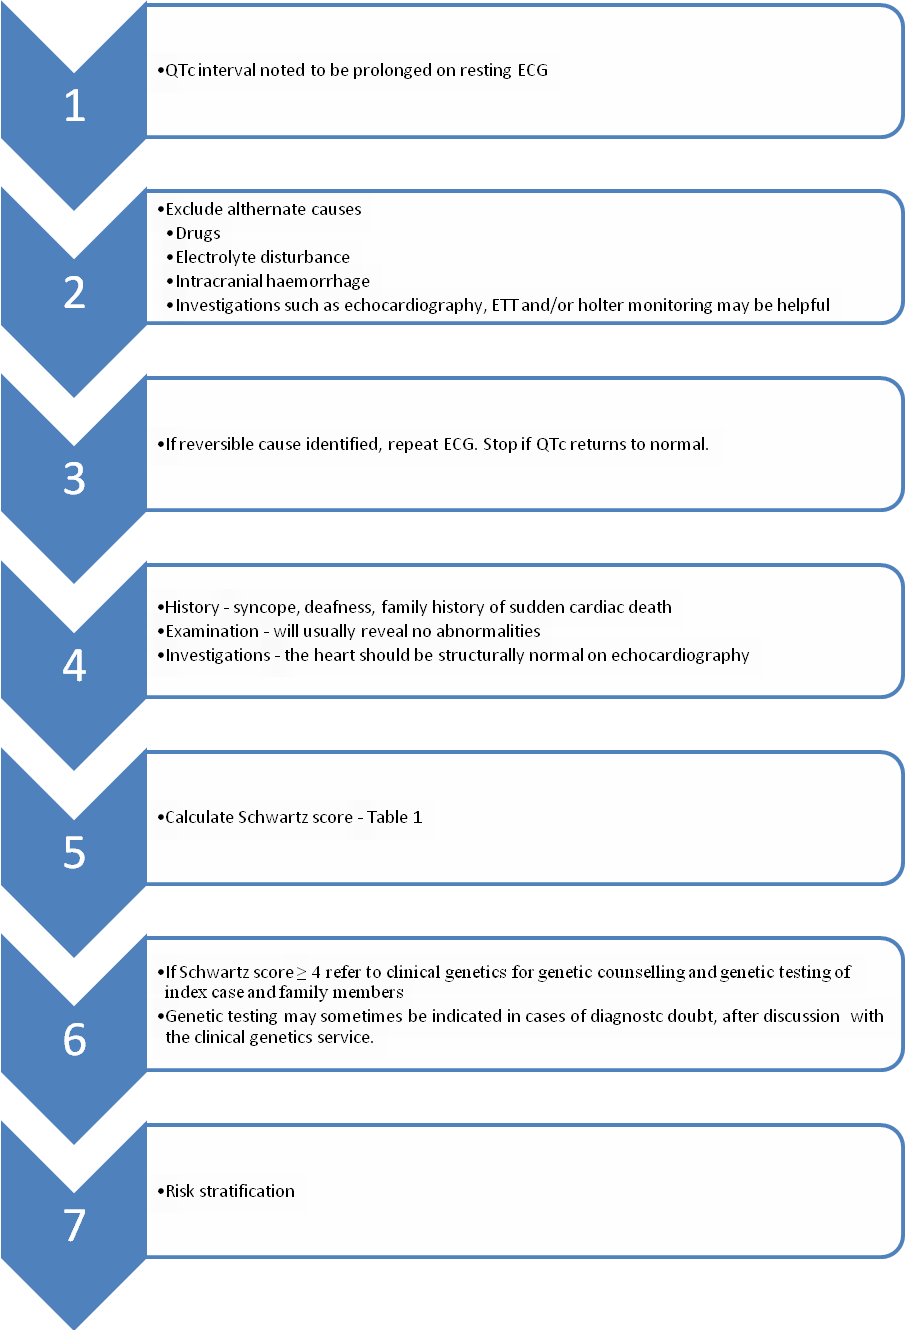 1
•QTc interval noted to be prolonged on resting ECG
2
•Exclude althernate causes
•Drugs
•Electrolyte disturbance
•Intracranial haemorrhage
•Investigations such as echocardiography, ETT and/or holter monitoring may be helpful
3
•If reversible cause identified, repeat ECG. Stop if QTc returns to normal.
4
•History - syncope, deafness, family history of sudden cardiac death
•Examination - will usually reveal no abnormalities
•Investigations - the heart should be structurally normal on echocardiography
5
•Calculate Schwartz score - Table 1
6
•If Schwartz score ≥ 4 refer to clinical genetics for genetic counselling and genetic testing of
index case and family members
•Genetic testing may sometimes be indicated in cases of diagnostc doubt, after discussion with
the clinical genetics service.
7
•Risk stratification